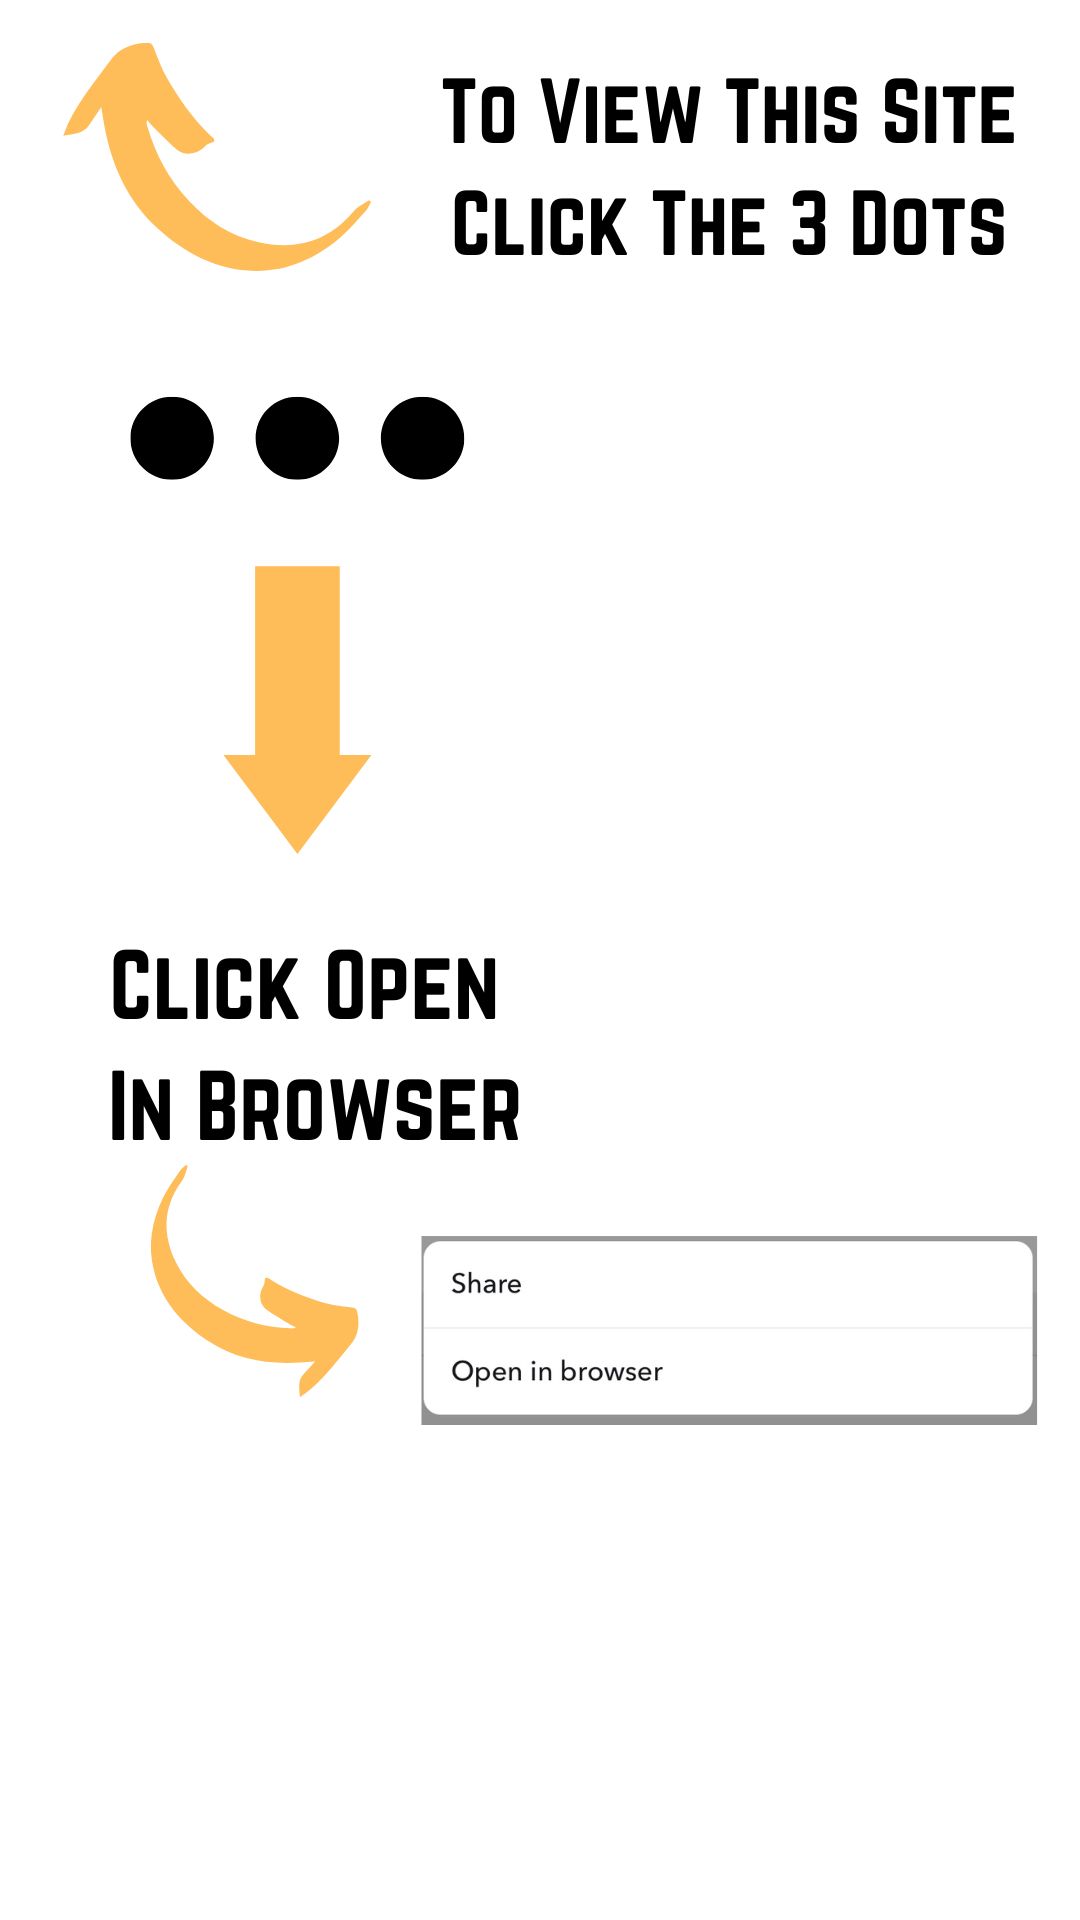 To View This Site
Click The 3 Dots
Click Open
In Browser
Share
Open in browser